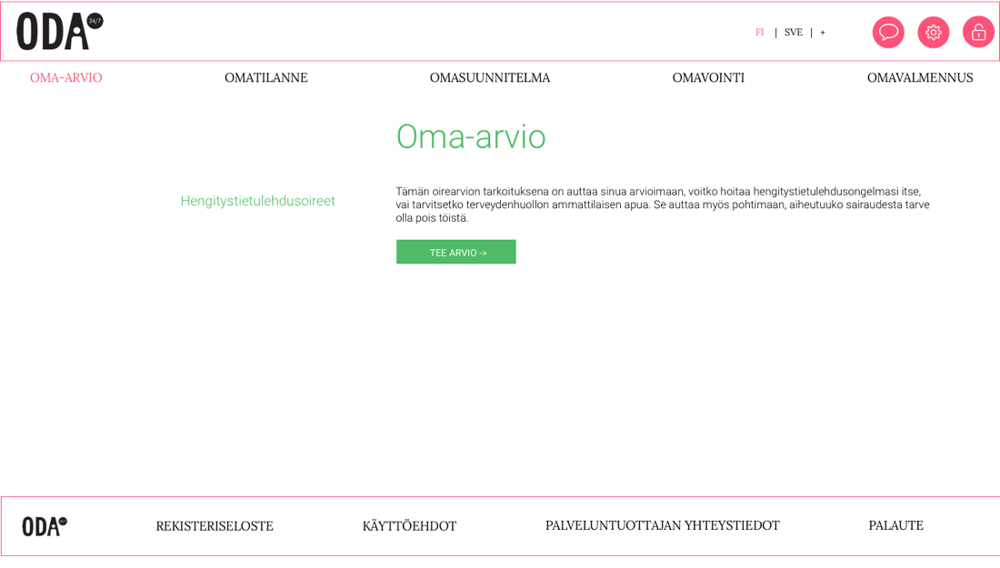 ODA 24/7
FI | SVE | +
OMA-ARVIO OMATILANNE OMASUUNNITELMA OMAVOINTI OMAVALMENNUS
Oma-arvio
Hengitystietulehdusoireet
Tämän oirearvion tarkoituksena on auttaa sinua arvioimaan, voitko hoitaa hengitystietulehdusongelmasi itse,
vai tarvitsetko terveydenhuollon ammattilaisen apua. Se auttaa myös pohtimaan, aiheutuuko sairaudesta tarve
olla pois töistä.
TEE ARVIO ->
ODA REKISTERISELOSTE KÄYTTÖEHDOT PALVELUNTUOTTAJAN YHTEYSTIEDOT PALAUTE